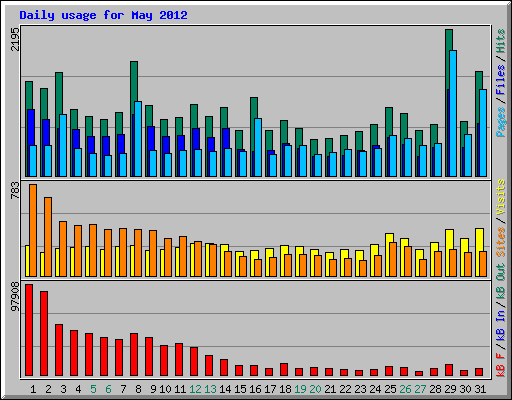 Daily usage for May 2012
2195
Pages / Files / Hits
783
Sites / Visits
97908
kB F / kB In / kB Out
1 2 3 4 5 6 7 8 9 10 11 12 13 14 15 16 17 18 19 20 21 22 23 24 25 26 27 28 29 30 31